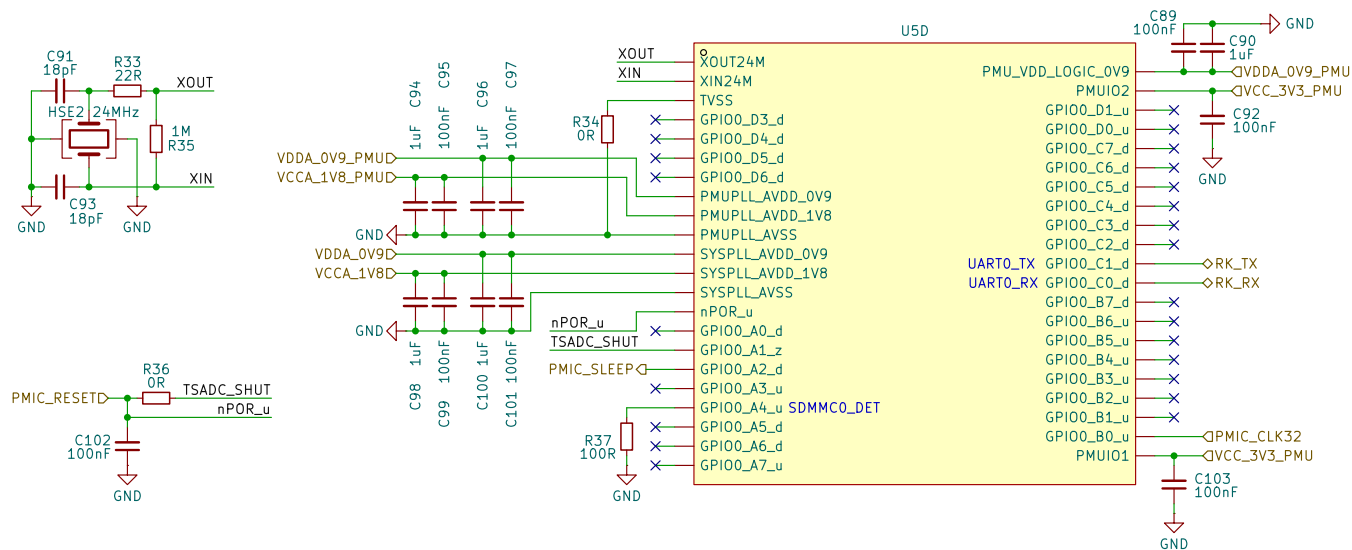 U5D
C89
100nF
GND
C90
1uF
C91
18pF
R33
22R
XOUT
HSE2 24MHz
1M
R35
XIN
C93
18pF
GND
GND
C94
1uF
C95
100nF
C96
1uF
C97
100nF
VDDA_0V9_PMU
VCCA_1V8_PMU
GND
VDDA_0V9
VCCA_1V8
GND
C98
1uF
C99
100nF
C100
1uF
C101
100nF
R34
0R
XOUT
XIN
nPOR_u
TSADC_SHUT
PMIC_SLEEP
R37
100R
GND
PMIC_RESET
R36
0R
TSADC_SHUT
nPOR_u
C102
100nF
GND
XOUT24M
XIN24M
TVSS
GPIO0_D3_d
GPIO0_D4_d
GPIO0_D5_d
GPIO0_D6_d
PMUPLL_AVDD_0V9
PMUPLL_AVDD_1V8
PMUPLL_AVSS
SYSPLL_AVDD_0V9
SYSPLL_AVDD_1V8
SYSPLL_AVSS
nPOR_u
GPIO0_A0_d
GPIO0_A1_z
GPIO0_A2_d
GPIO0_A3_u
GPIO0_A4_u SDMMC0_DET
GPIO0_A5_d
GPIO0_A6_d
GPIO0_A7_u
PMU_VDD_LOGIC_0V9
PMUIO2
GPIO0_D1_u
GPIO0_D0_u
GPIO0_C7_d
GPIO0_C6_d
GPIO0_C5_d
GPIO0_C4_d
GPIO0_C3_d
GPIO0_C2_d
UART0_TX GPIO0_C1_d
UART0_RX GPIO0_C0_d
GPIO0_B7_d
GPIO0_B6_u
GPIO0_B5_u
GPIO0_B4_u
GPIO0_B3_u
GPIO0_B2_u
GPIO0_B1_u
GPIO0_B0_u
PMUIO1
VDDA_0V9_PMU
VCC_3V3_PMU
C92
100nF
GND
RK_TX
RK_RX
PMIC_CLK32
VCC_3V3_PMU
C103
100nF
GND